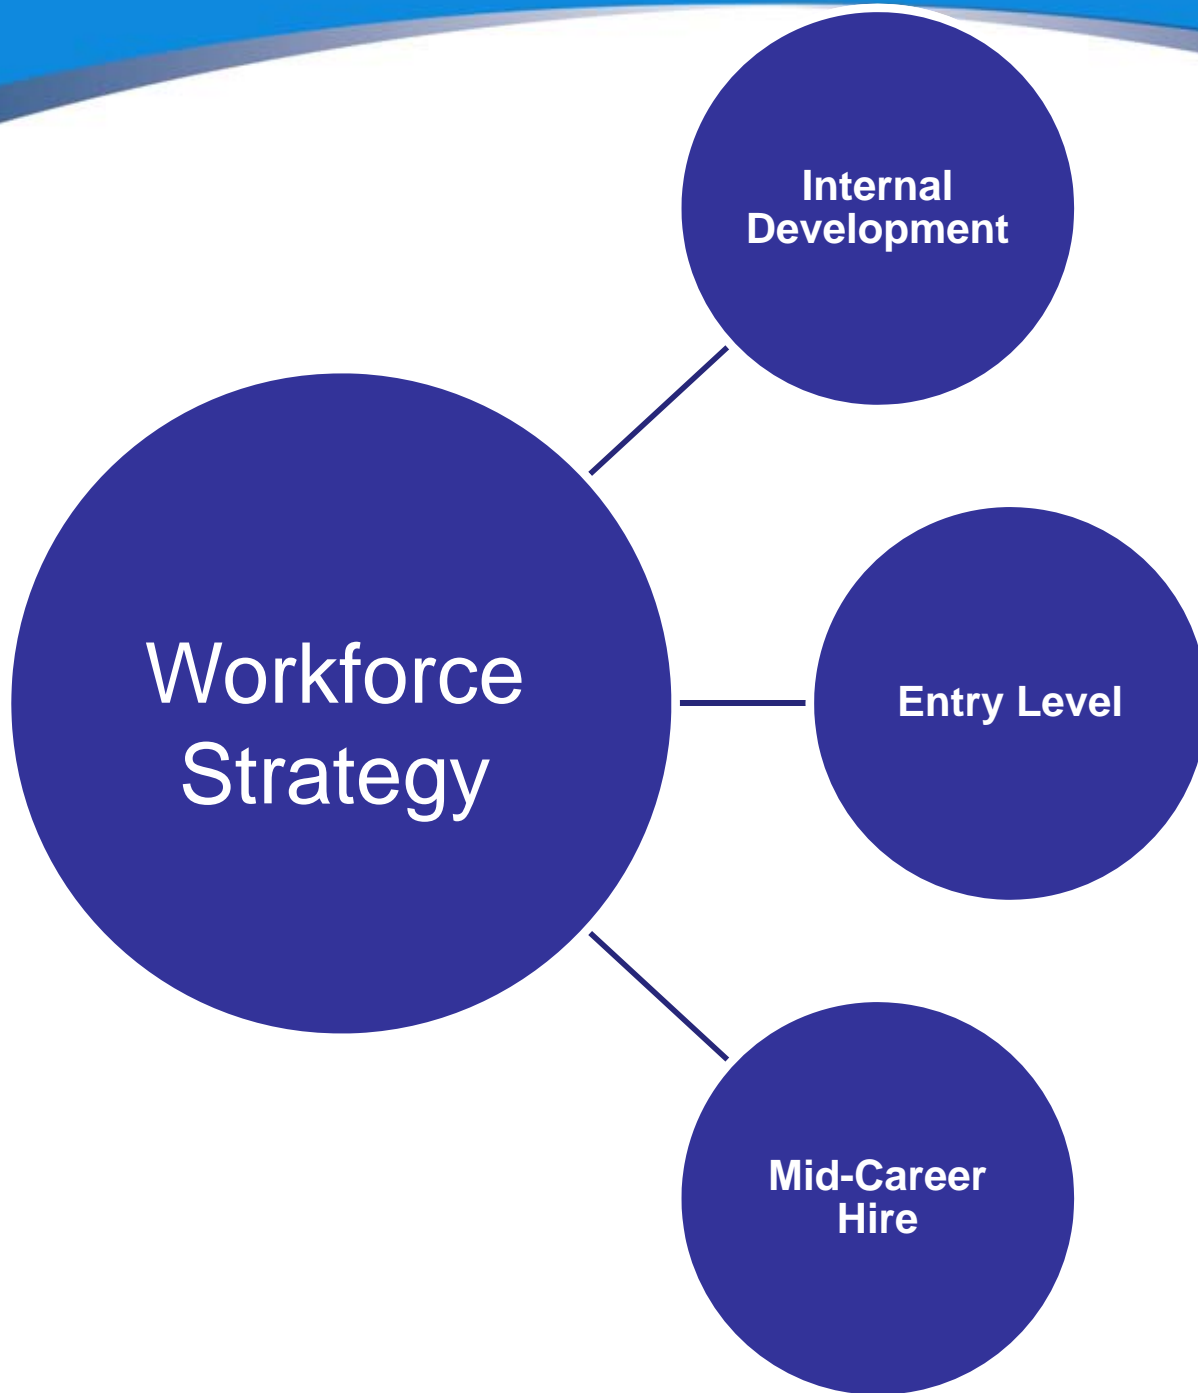 Internal
Development
Workforce
Strategy
Entry Level
Mid-Career
Hire